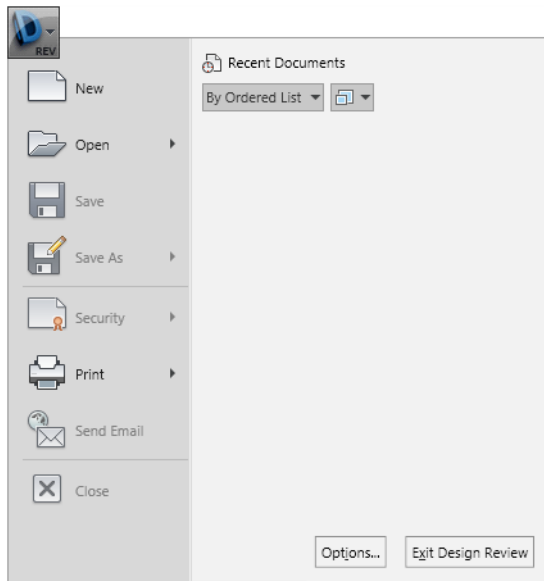 REV
New
Open
Save
Save As
Security
Print
Send Email
Close
Recent Documents
By Ordered List
Options...
Exit Design Review